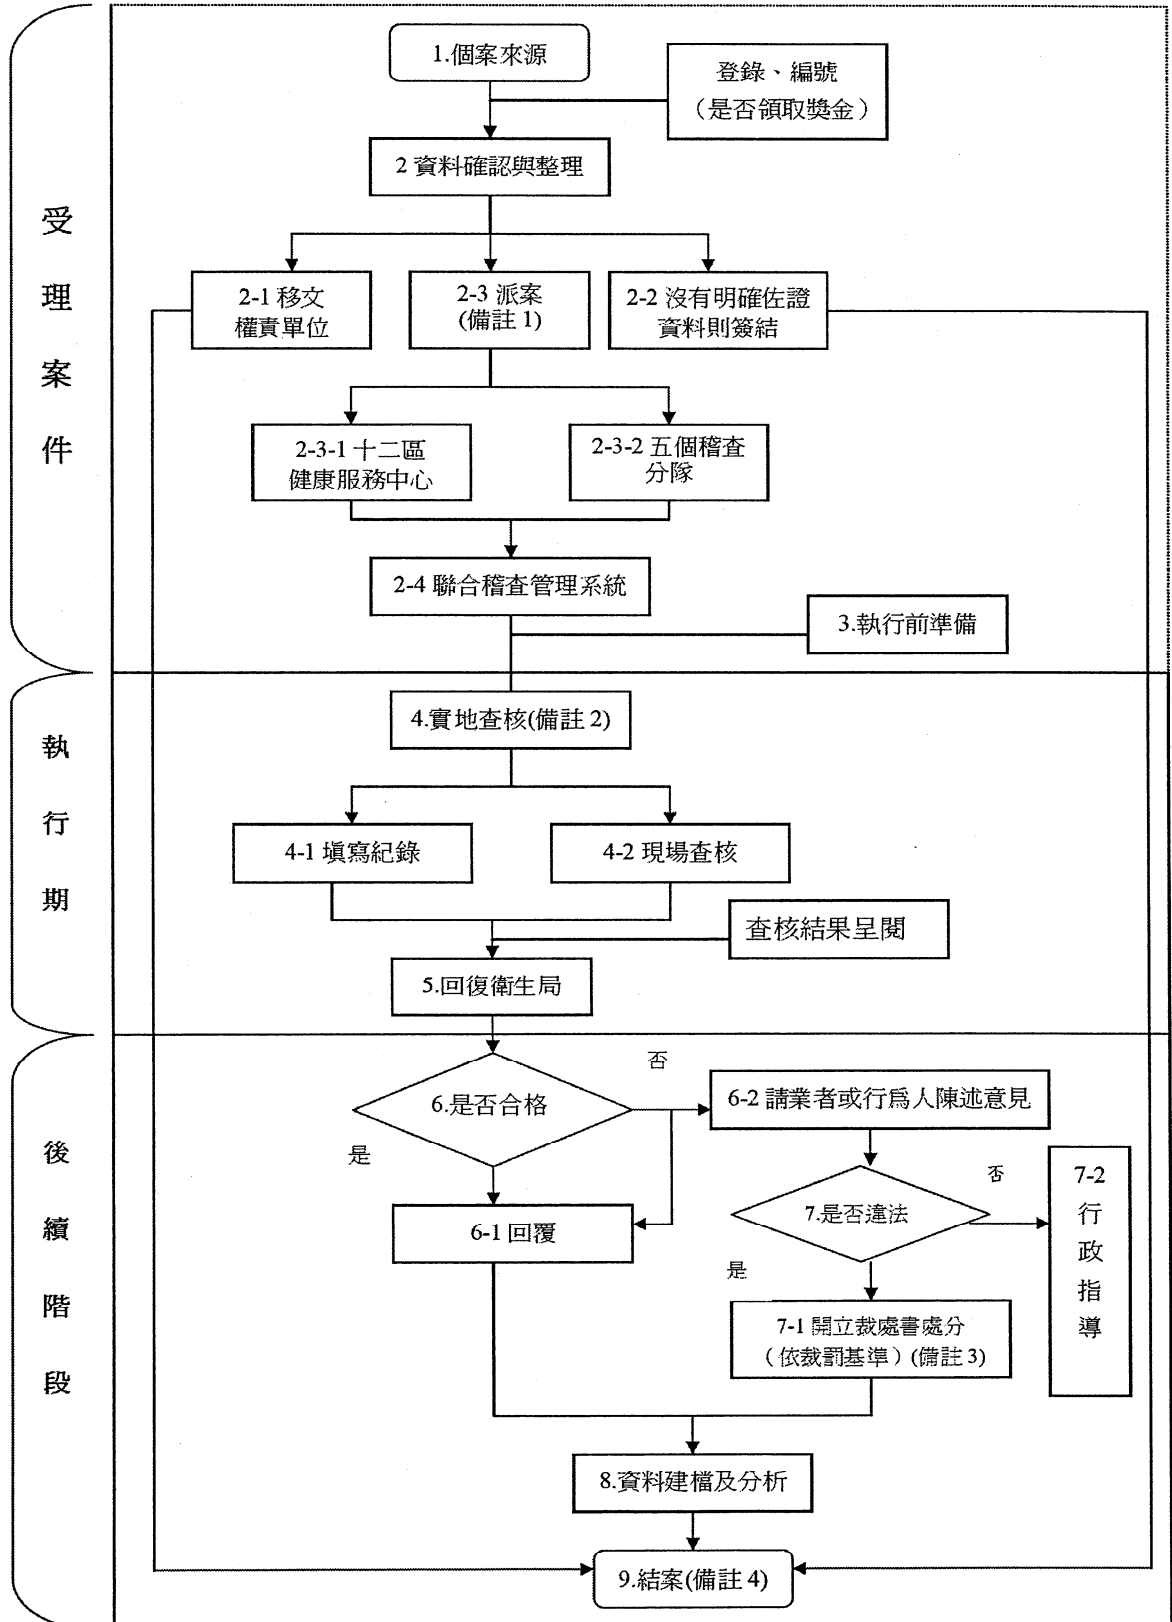 受理案件
1.個案來源
登錄、編號
（是否領取獎金）
2 資料確認與整理
2-1 移文
權責單位
2-3 派案
(備註 1)
2-2 沒有明確佐證
資料則簽結
2-3-1 十二區
健康服務中心
2-3-2 五個稽查
分隊
2-4 聯合稽查管理系統
3.執行前準備
執行期
4.實地查核(備註 2)
4-1 填寫紀錄
4-2 現場查核
查核結果呈閱
5.回復衛生局
後續階段
6.是否合格
否
是
6-2 請業者或行為人陳述意見
6-1 回覆
7.是否違法
否
是
7-2
行政指導
7-1 開立裁處書處分
（依裁罰基準）(備註 3)
8.資料建檔及分析
9.結案(備註 4)